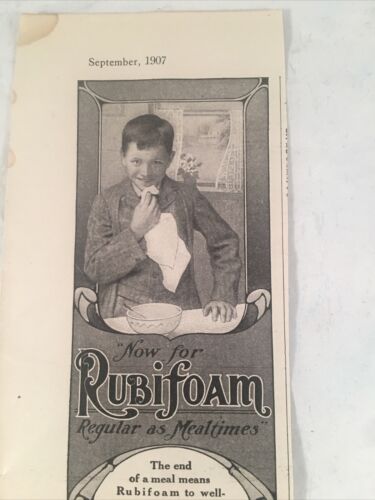 September, 1907
"Now for
RUBIFOAM
Regular as Mealtimes"
The end
of a meal means
Rubifoam to well-